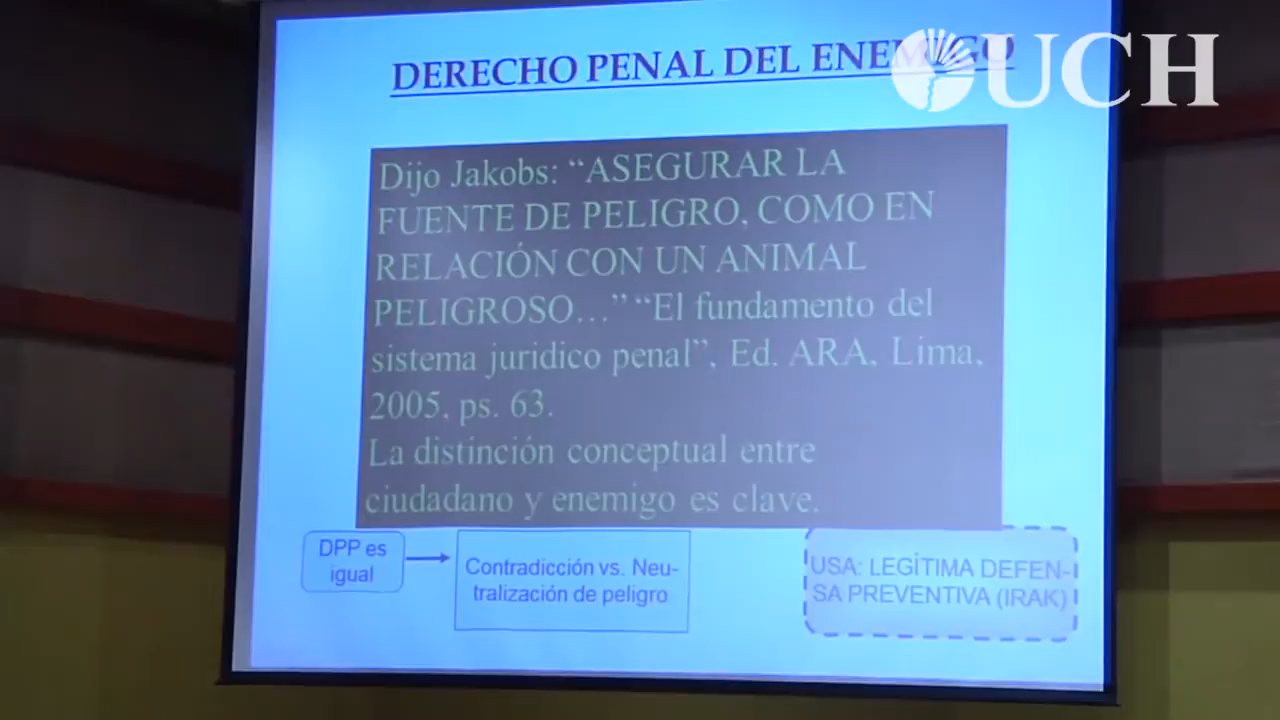 DERECHO PENAL DEL ENEMIGO
UCH
Dijo Jakobs: “ASEGURAR LA
FUENTE DE PELIGRO, COMO EN
RELACIÓN CON UN ANIMAL
PELIGROSO…” “El fundamento del
sistema juridico penal”, Ed. ARA, Lima,
2005, ps. 63.
La distinción conceptual entre
ciudadano y enemigo es clave.
DPP es
igual
Contradicción vs. Neu-
tralización de peligro
USA: LEGÍTIMA DEFEN-
SA PREVENTIVA (IRAK)